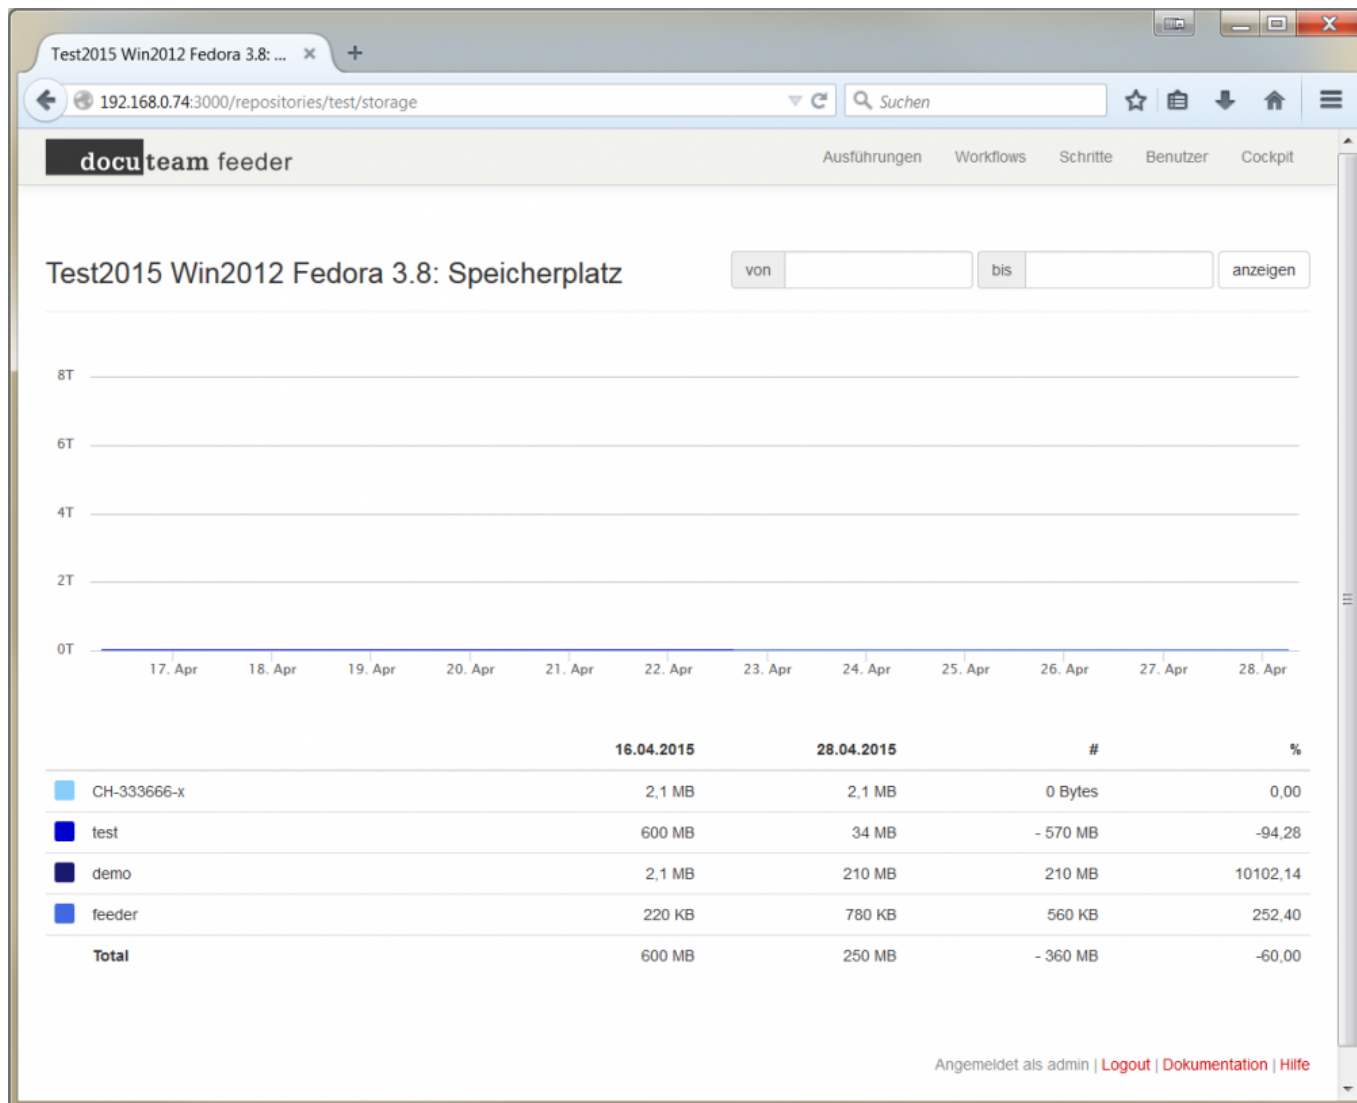 Test2015 Win2012 Fedora 3.8: ...
192.168.0.74:3000/repositories/test/storage
Suchen
docuteam feeder
Ausführungen Workflows Schritte Benutzer Cockpit
Test2015 Win2012 Fedora 3.8: Speicherplatz
von bis anzeigen
8T
6T
4T
2T
0T
17. Apr 18. Apr 19. Apr 20. Apr 21. Apr 22. Apr 23. Apr 24. Apr 25. Apr 26. Apr 27. Apr 28. Apr
16.04.2015 28.04.2015 # %
CH-333666-x 2,1 MB 2,1 MB 0 Bytes 0,00
test 600 MB 34 MB - 570 MB -94,28
demo 2,1 MB 210 MB 210 MB 10102,14
feeder 220 KB 780 KB 560 KB 252,40
Total 600 MB 250 MB - 360 MB -60,00
Angemeldet als admin | Logout | Dokumentation | Hilfe